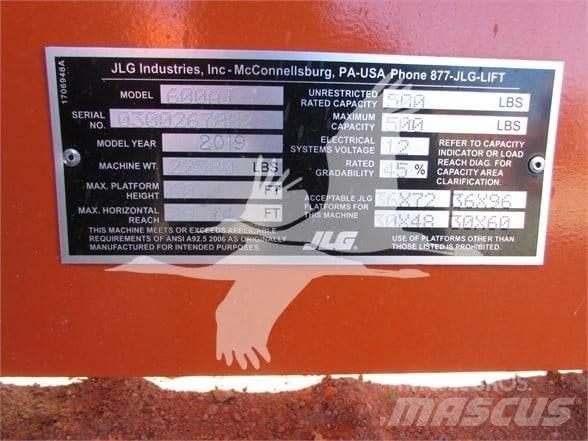 JLG Industries, Inc - McConnellsburg, PA-USA Phone 877-JLG-LIFT
1706948A
MODEL 600AJ
SERIAL NO.
MODEL YEAR 2019
MACHINE WT. LBS
MAX. PLATFORM HEIGHT FT
MAX. HORIZONTAL REACH FT
THIS MACHINE MEETS OR EXCEEDS APPLICABLE
REQUIREMENTS OF ANSI A92.5 2006 AS ORIGINALLY
MANUFACTURED FOR INTENDED PURPOSES.
UNRESTRICTED
RATED CAPACITY 500 LBS
MAXIMUM
CAPACITY 500 LBS
ELECTRICAL
SYSTEMS VOLTAGE 12
RATED
GRADABILITY 45 %
REFER TO CAPACITY
INDICATOR OR LOAD
REACH DIAG. FOR
CAPACITY AREA
CLARIFICATION.
ACCEPTABLE JLG
PLATFORMS FOR
THIS MACHINE
36X72 36X96
30X48 30X60
JLG
USE OF PLATFORMS OTHER
THAN THOSE LISTED
IS PROHIBITED.
MASCUS